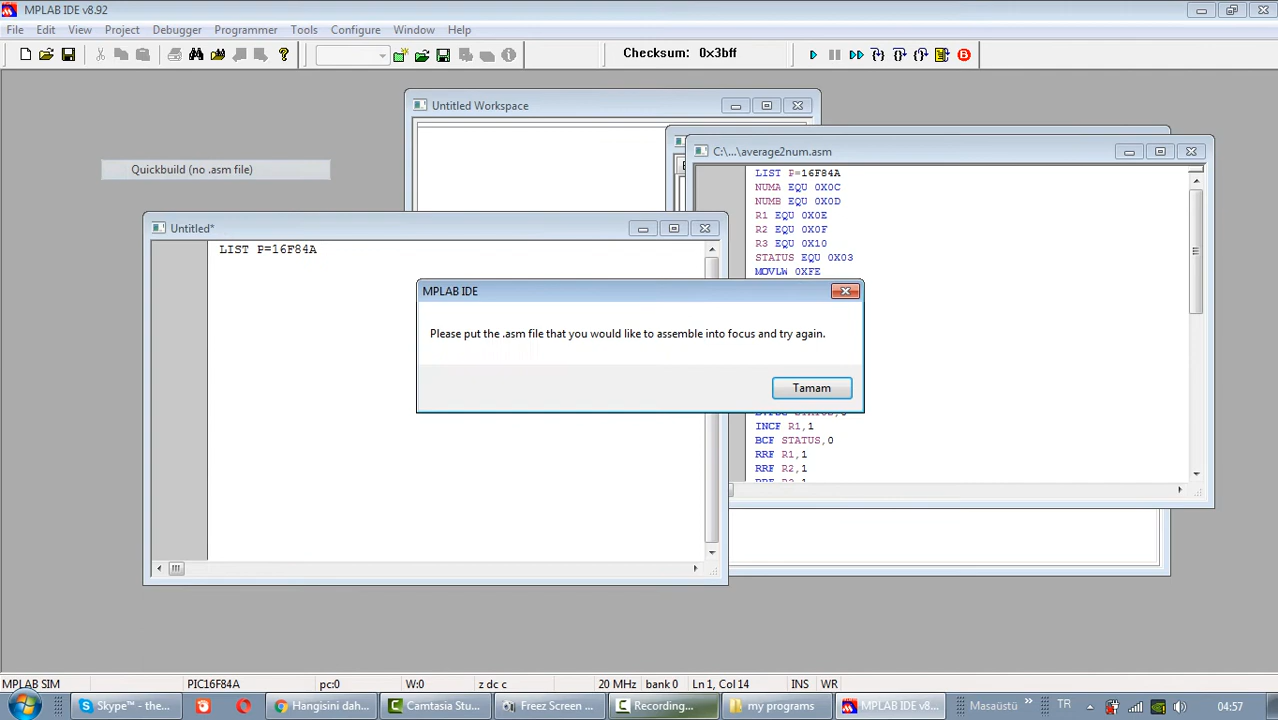 MPLAB IDE v8.92
File Edit View Project Debugger Programmer Tools Configure Window Help
Checksum: 0x3bff
Untitled Workspace
C:\...\average2num.asm
Quickbuild (no .asm file)
LIST P=16F84A
NUMA EQU 0X0C
NUMB EQU 0X0D
R1 EQU 0X0E
R2 EQU 0X0F
R3 EQU 0X10
STATUS EQU 0X03
MOVLW 0XFE
Untitled*
LIST P=16F84A
MPLAB IDE
Please put the .asm file that you would like to assemble into focus and try again.
Tamam
INCF R1,1
BCF STATUS,0
RRF R1,1
RRF R2,1
MPLAB SIM PIC16F84A pc:0 W:0 z dc c 20 MHz bank 0 Ln 1, Col 14 INS WR
Skype™ - the... Hangisini dah... Camtasia Stu... Freez Screen ... Recording... my programs MPLAB IDE v8... Masaüstü » TR 04:57